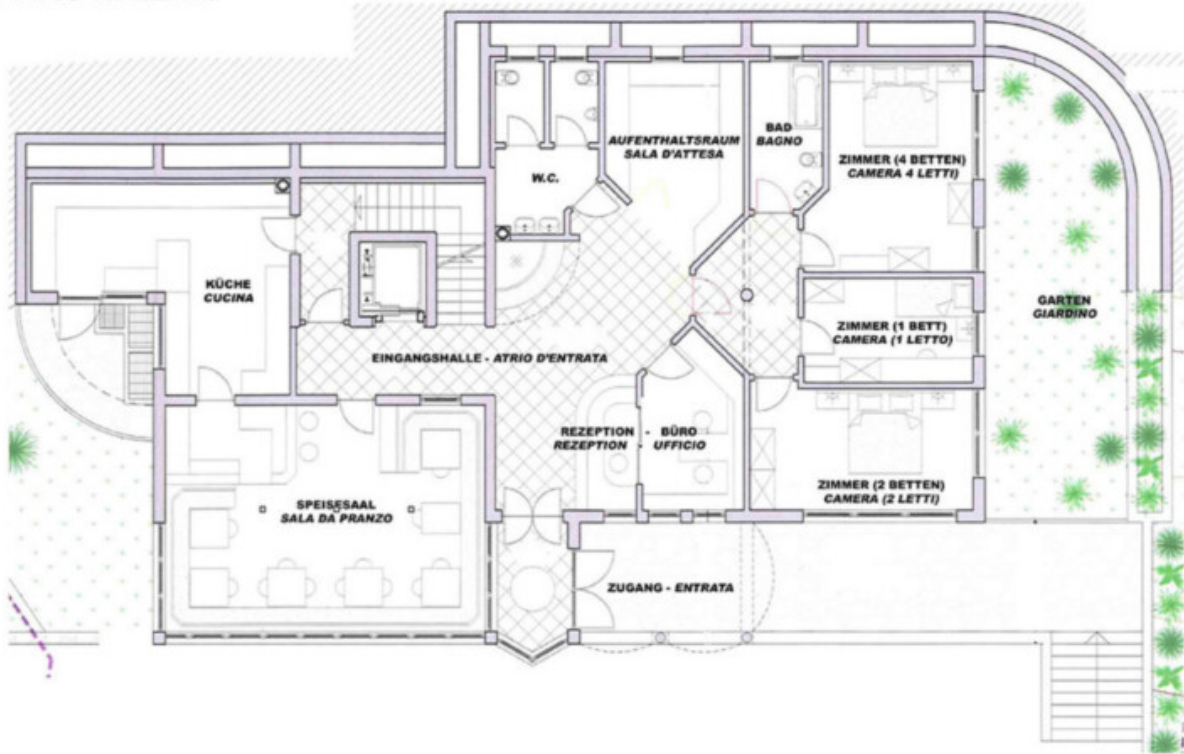 AUFENTHALTSRAUM
SALA D'ATTESA
BAD
BAGNO
ZIMMER (4 BETTEN)
CAMERA 4 LETTI)
W.C.
KÜCHE
CUCINA
GARTEN
GIARDINO
ZIMMER (1 BETT)
CAMERA (1 LETTO)
EINGANGSHALLE - ATRIO D'ENTRATA
REZEPTION - BÜRO
REZEPTION - UFFICIO
ZIMMER (2 BETTEN)
CAMERA (2 LETTI)
SPEISESAAL
SALA DA PRANZO
ZUGANG - ENTRATA